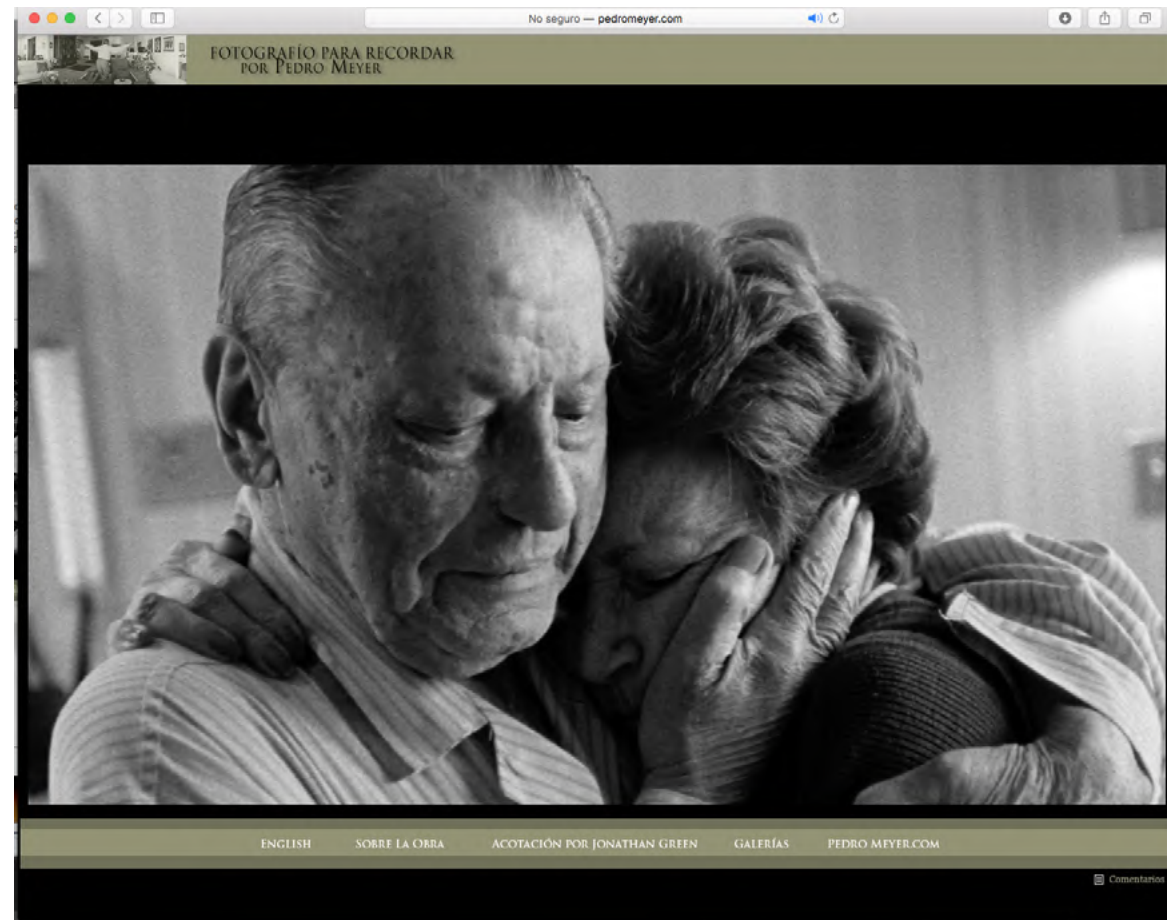 No seguro — pedromeyer.com
FOTOGRAFÍO PARA RECORDAR
POR PEDRO MEYER
ENGLISH
SOBRE LA OBRA
ACOTACIÓN POR JONATHAN GREEN
GALERÍAS
PEDRO MEYER.COM
Comentarios